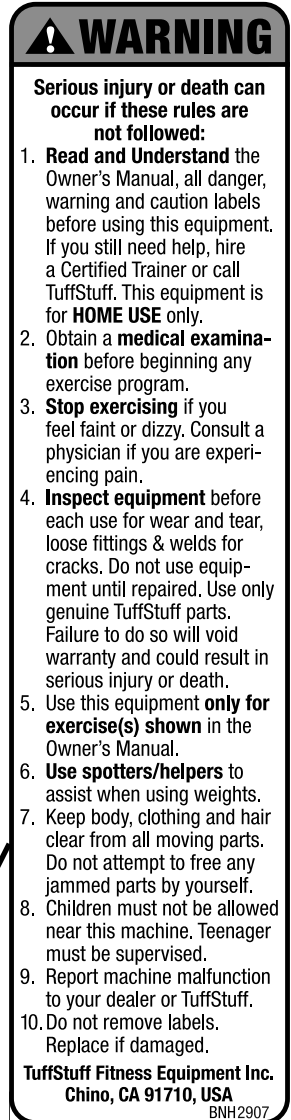 WARNING
Serious injury or death can
occur if these rules are
not followed:
1. Read and Understand the
Owner's Manual, all danger,
warning and caution labels
before using this equipment.
If you still need help, hire
a Certified Trainer or call
TuffStuff. This equipment is
for HOME USE only.
2. Obtain a medical examina-
tion before beginning any
exercise program.
3. Stop exercising if you
feel faint or dizzy. Consult a
physician if you are experi-
encing pain.
4. Inspect equipment before
each use for wear and tear,
loose fittings & welds for
cracks. Do not use equip-
ment until repaired. Use only
genuine TuffStuff parts.
Failure to do so will void
warranty and could result in
serious injury or death.
5. Use this equipment only for
exercise(s) shown in the
Owner's Manual.
6. Use spotters/helpers to
assist when using weights.
7. Keep body, clothing and hair
clear from all moving parts.
Do not attempt to free any
jammed parts by yourself.
8. Children must not be allowed
near this machine. Teenager
must be supervised.
9. Report machine malfunction
to your dealer or TuffStuff.
10. Do not remove labels.
Replace if damaged.
TuffStuff Fitness Equipment Inc.
Chino, CA 91710, USA
BNH2907